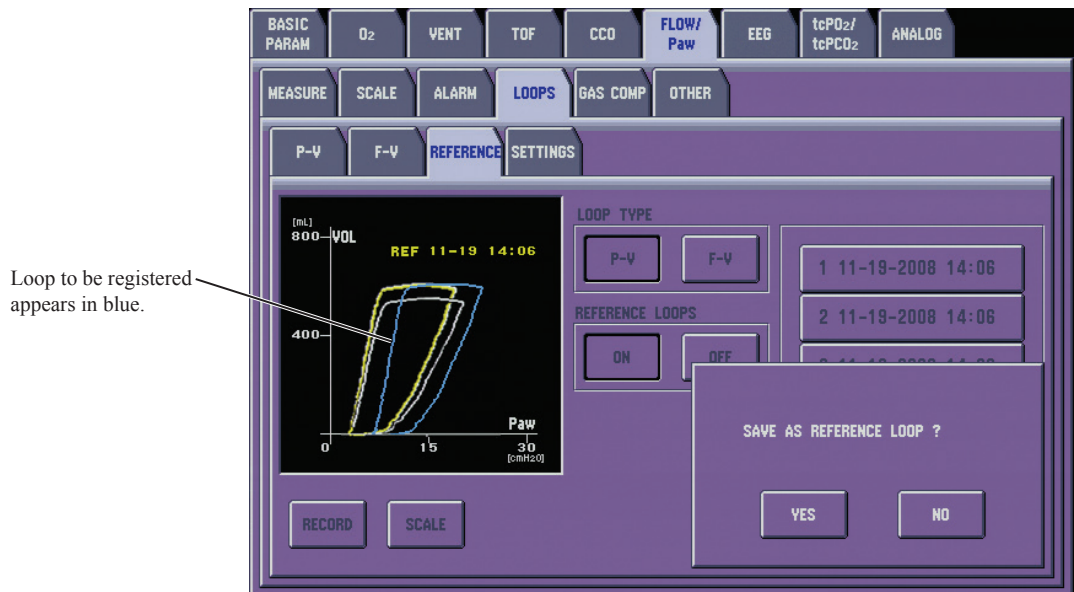 BASIC PARAM
O2
VENT
TOF
CCO
FLOW/ Paw
EEG
tcPO2/ tcPCO2
ANALOG
MEASURE
SCALE
ALARM
LOOPS
GAS COMP
OTHER
P-V
F-V
REFERENCE
SETTINGS
[mL]
800
VOL
REF 11-19 14:06
400
Paw
0
15
30
[cmH2O]
Loop to be registered
appears in blue.
LOOP TYPE
P-V
F-V
REFERENCE LOOPS
ON
OFF
1 11-19-2008 14:06
2 11-19-2008 14:06
SAVE AS REFERENCE LOOP ?
YES
NO
RECORD
SCALE